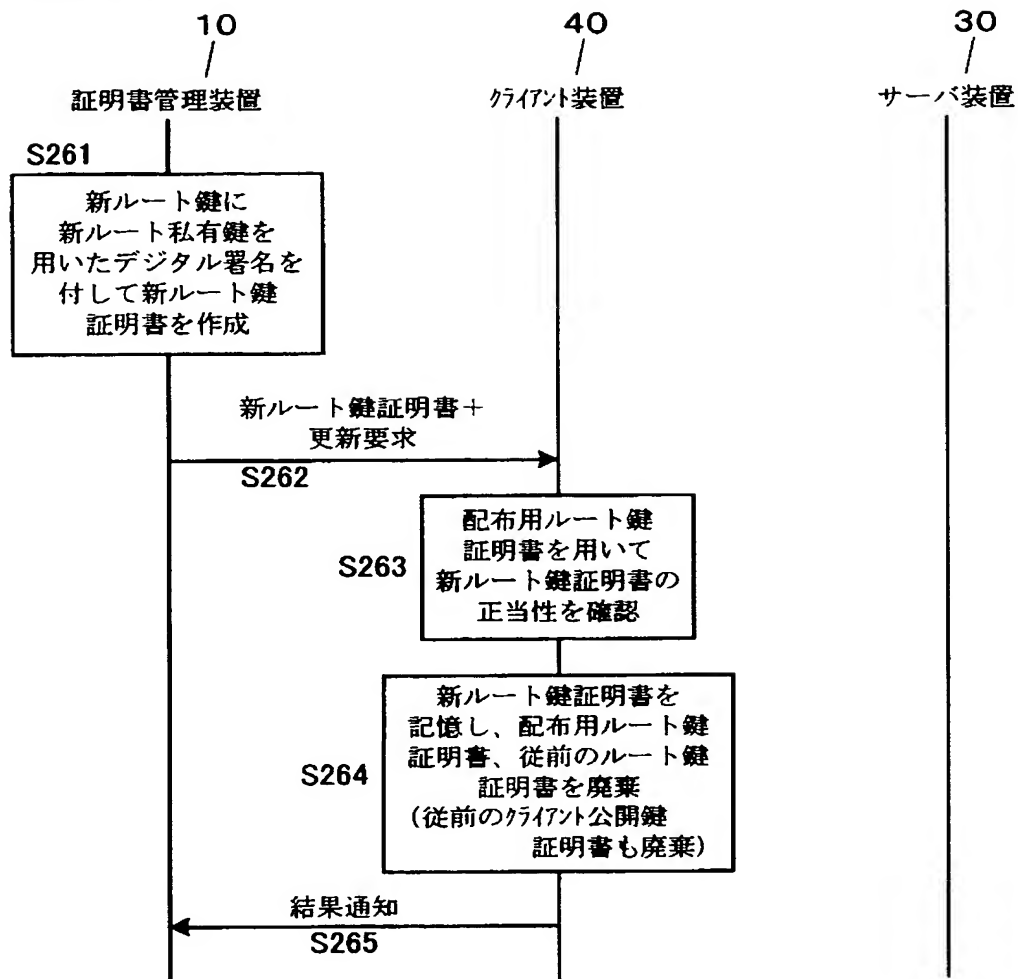 10
40
30
証明書管理装置
クライアント装置
サーバ装置
S261
新ルート鍵に
新ルート私有鍵を
用いたデジタル署名を
付して新ルート鍵
証明書を作成
新ルート鍵証明書＋
更新要求
S262
S263
配布用ルート鍵
証明書を用いて
新ルート鍵証明書の
正当性を確認
S264
新ルート鍵証明書を
記憶し、配布用ルート鍵
証明書、従前のルート鍵
証明書を廃棄
(従前のクライアント公開鍵
証明書も廃棄)
結果通知
S265